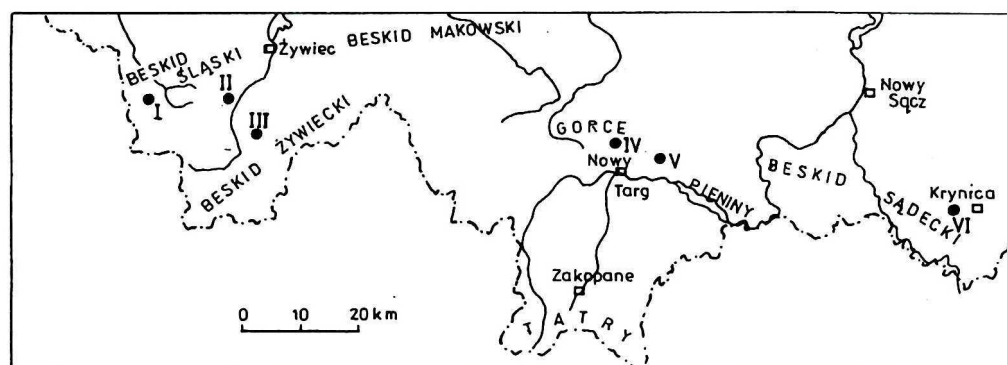 BESKID ŚLĄSKI
Żywiec
BESKID MAKOWSKI
I
II
III
BESKID ŻYWIECKI
GORCE
IV
V
Nowy
Targ
PIENINY
Nowy
Sącz
BESKID
SĄDECKI
Krynica
VI
Zakopane
TATRY
0 10 20 km